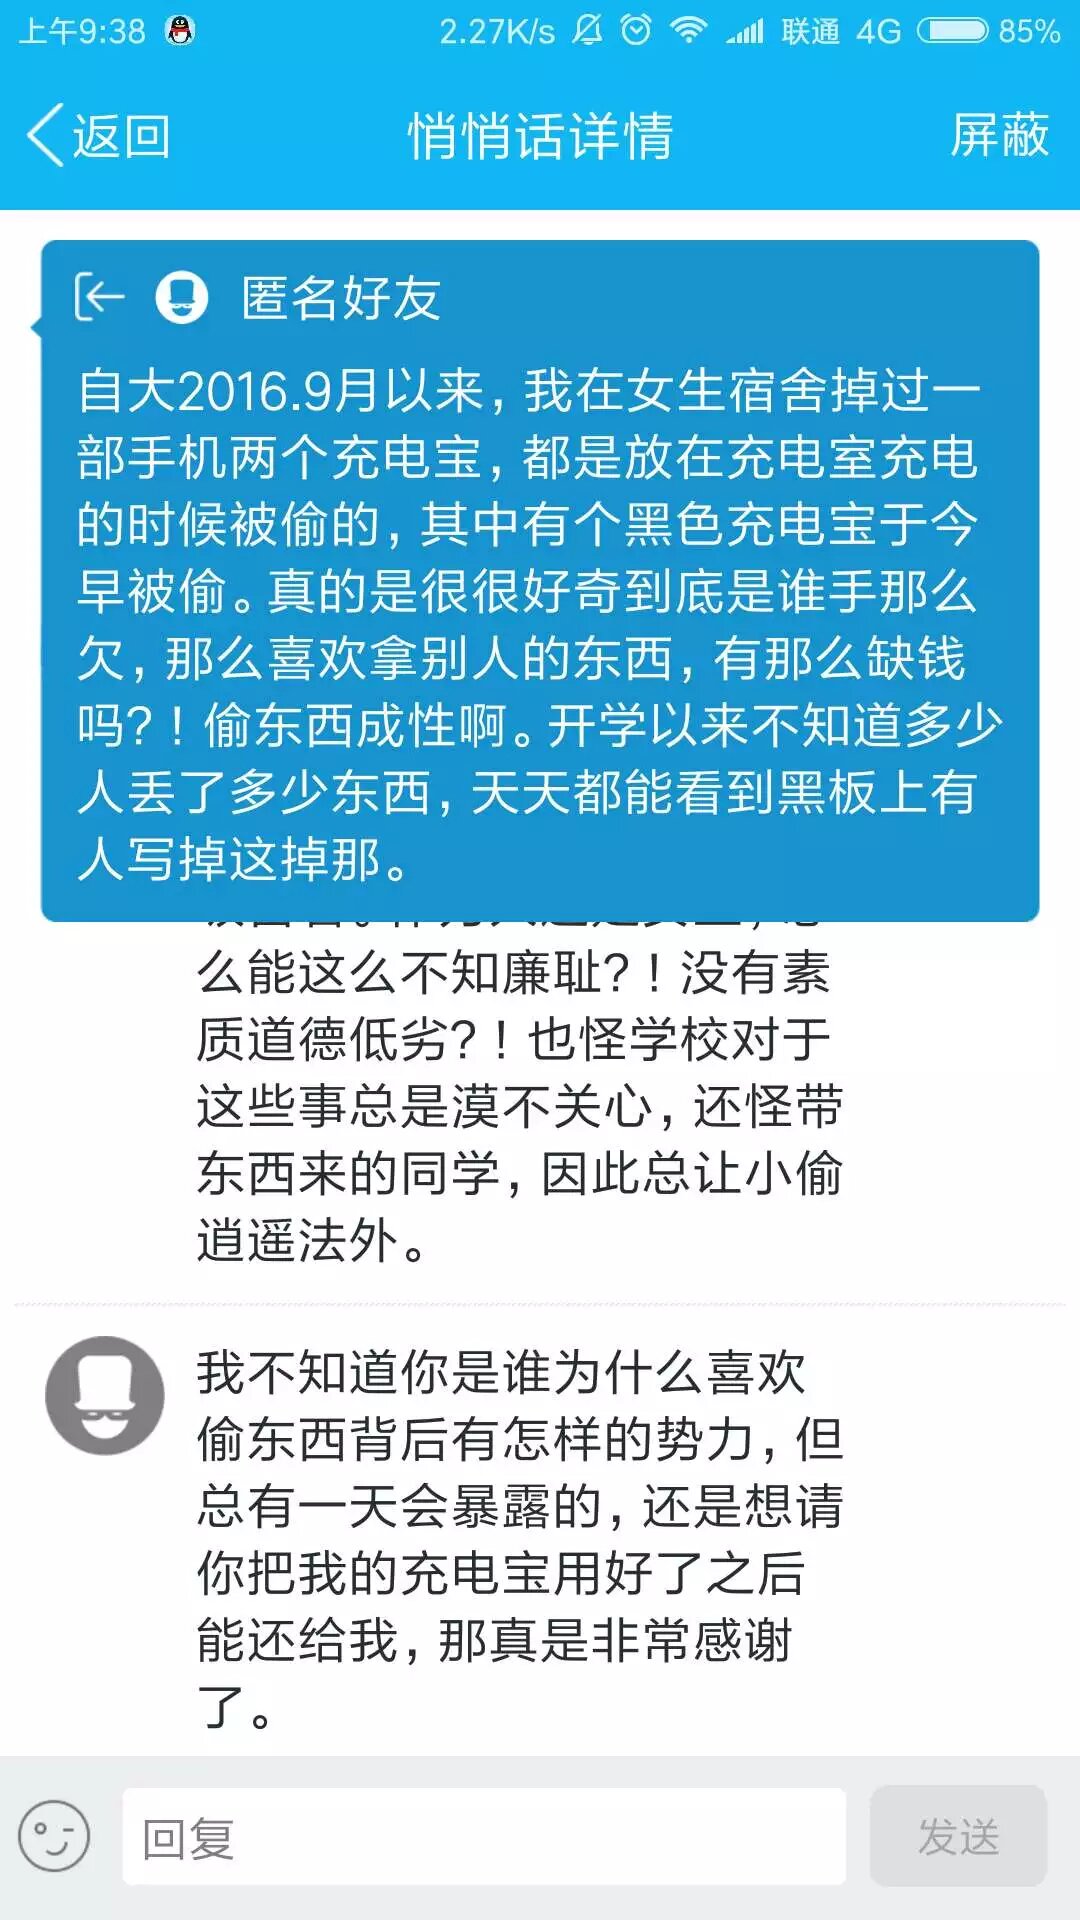 上午9:38 2.27K/s 联通 4G 85%
返回 悄悄话详情 屏蔽
匿名好友
自大2016.9月以来，我在女生宿舍掉过一
部手机两个充电宝，都是放在充电室充电
的时候被偷的，其中有个黑色充电宝于今
早被偷。真的是很很好奇到底是谁手那么
欠，那么喜欢拿别人的东西，有那么缺钱
吗?！偷东西成性啊。开学以来不知道多少
人丢了多少东西，天天都能看到黑板上有
人写掉这掉那。
么能这么不知廉耻?！没有素
质道德低劣?！也怪学校对于
这些事总是漠不关心，还怪带
东西来的同学，因此总让小偷
逍遥法外。
我不知道你是谁为什么喜欢
偷东西背后有怎样的势力，但
总有一天会暴露的，还是想请
你把我的充电宝用好了之后
能还给我，那真是非常感谢
了。
回复 发送